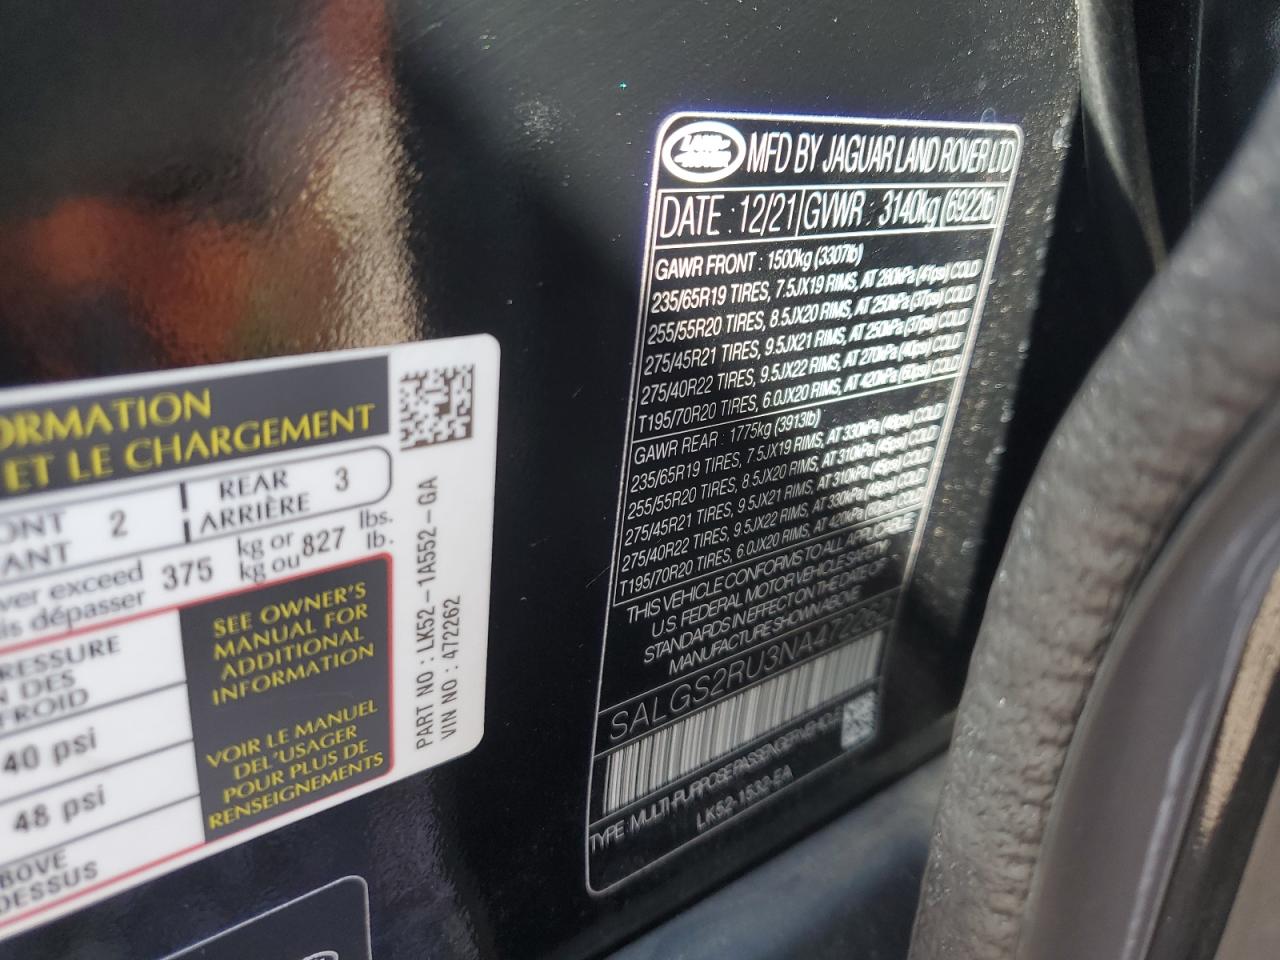 ORMATION
ET LE CHARGEMENT
ONT 2 REAR 3
ANT ARRIÈRE
ver exceed 375 kg or 827 lbs.
is dépasser kg ou lb.
RESSURE
N DES
FROID
40 psi
48 psi
BOVE
DESSUS
SEE OWNER'S
MANUAL FOR
ADDITIONAL
INFORMATION
VOIR LE MANUEL
DEL'USAGER
POUR PLUS DE
RENSEIGNEMENTS
PART NO : LK52-1A552-GA
VIN NO : 472262
LAND ROVER MFD BY JAGUAR LAND ROVER LTD
DATE : 12/21 GVWR : 3140kg (6922lb)
GAWR FRONT : 1500kg (3307lb)
235/65R19 TIRES, 7.5JX19 RIMS, AT 280kPa (41psi) COLD
255/55R20 TIRES, 8.5JX20 RIMS, AT 250kPa (37psi) COLD
275/45R21 TIRES, 9.5JX21 RIMS, AT 250kPa (37psi) COLD
275/40R22 TIRES, 9.5JX22 RIMS, AT 270kPa (40psi) COLD
T195/70R20 TIRES, 6.0JX20 RIMS, AT 420kPa (60psi) COLD
GAWR REAR : 1775kg (3913lb)
235/65R19 TIRES, 7.5JX19 RIMS, AT 330kPa (48psi) COLD
255/55R20 TIRES, 8.5JX20 RIMS, AT 310kPa (45psi) COLD
275/45R21 TIRES, 9.5JX21 RIMS, AT 310kPa (45psi) COLD
275/40R22 TIRES, 9.5JX22 RIMS, AT 330kPa (48psi) COLD
T195/70R20 TIRES, 6.0JX20 RIMS, AT 420kPa (60psi) COLD
THIS VEHICLE CONFORMS TO ALL APPLICABLE
U.S. FEDERAL MOTOR VEHICLE SAFETY
STANDARDS IN EFFECT ON THE DATE OF
MANUFACTURE SHOWN ABOVE
SALGS2RU3NA472262
TYPE : MULTI-PURPOSE PASSENGER VEHICLE
LK52-1532-EA